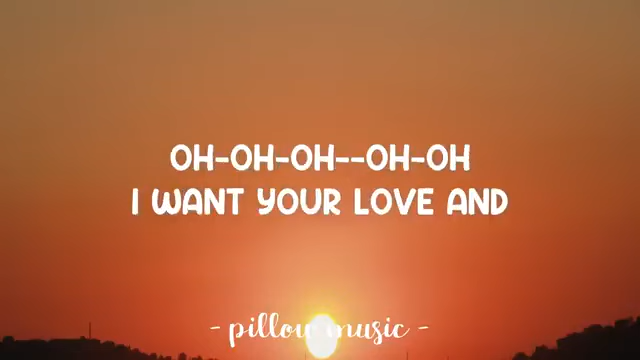 OH-OH-OH--OH-OH
I WANT YOUR LOVE AND
- pillow music -